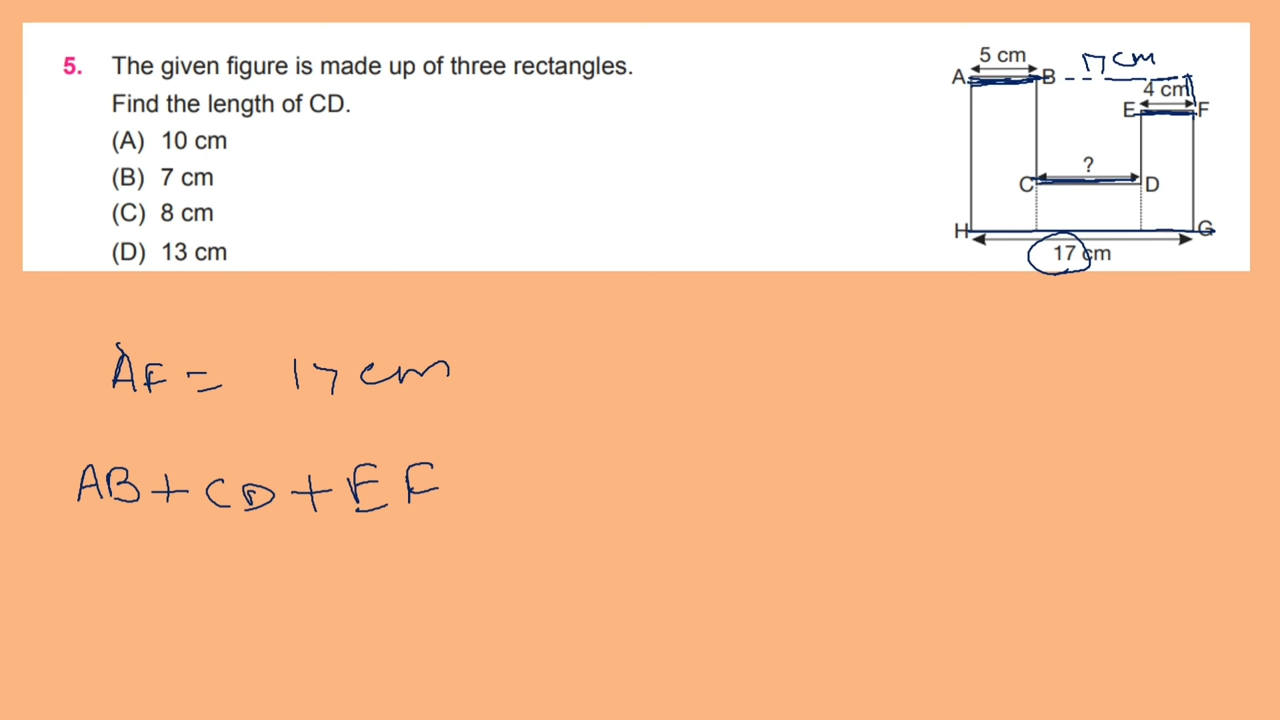 5. The given figure is made up of three rectangles.
Find the length of CD.
(A) 10 cm
(B) 7 cm
(C) 8 cm
(D) 13 cm
5 cm
17 cm
A B
4 cm
E F
?
C D
H G
17 cm
AF = 17 cm
AB + CD + EF